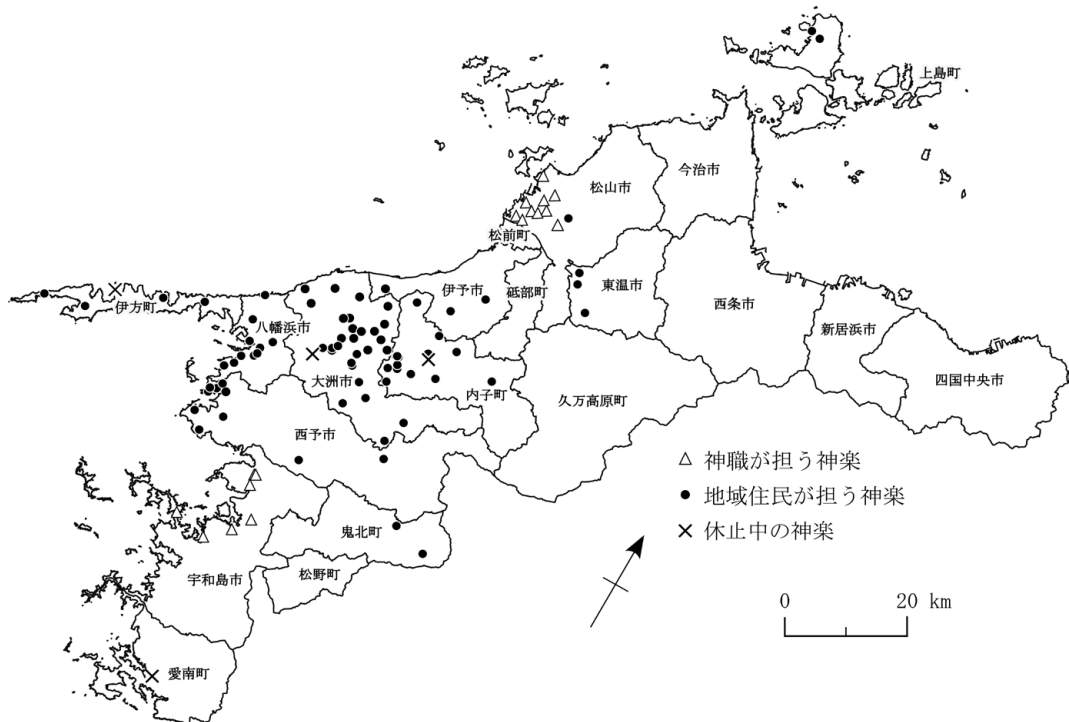 上島町
今治市
松山市
松前町
伊予市
砥部町
東温市
西条市
新居浜市
四国中央市
伊方町
八幡浜市
大洲市
内子町
久万高原町
西予市
鬼北町
松野町
宇和島市
愛南町
△ 神職が担う神楽
● 地域住民が担う神楽
× 休止中の神楽
0 20 km